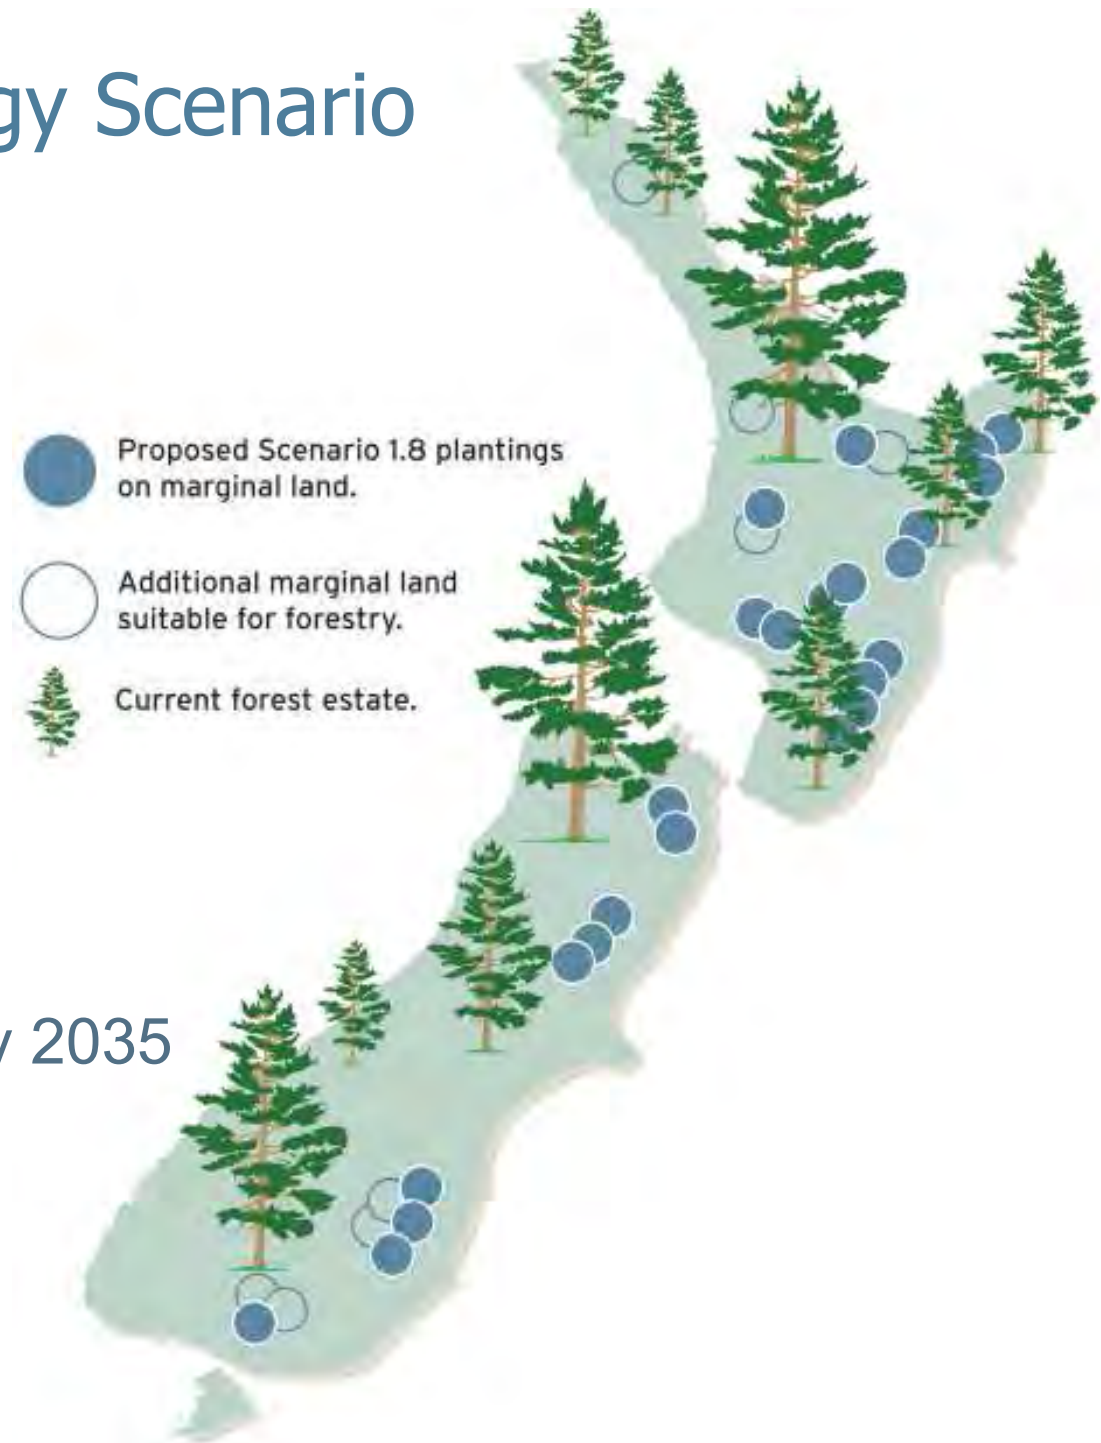 gy Scenario
Proposed Scenario 1.8 plantings
on marginal land.
Additional marginal land
suitable for forestry.
Current forest estate.
y 2035